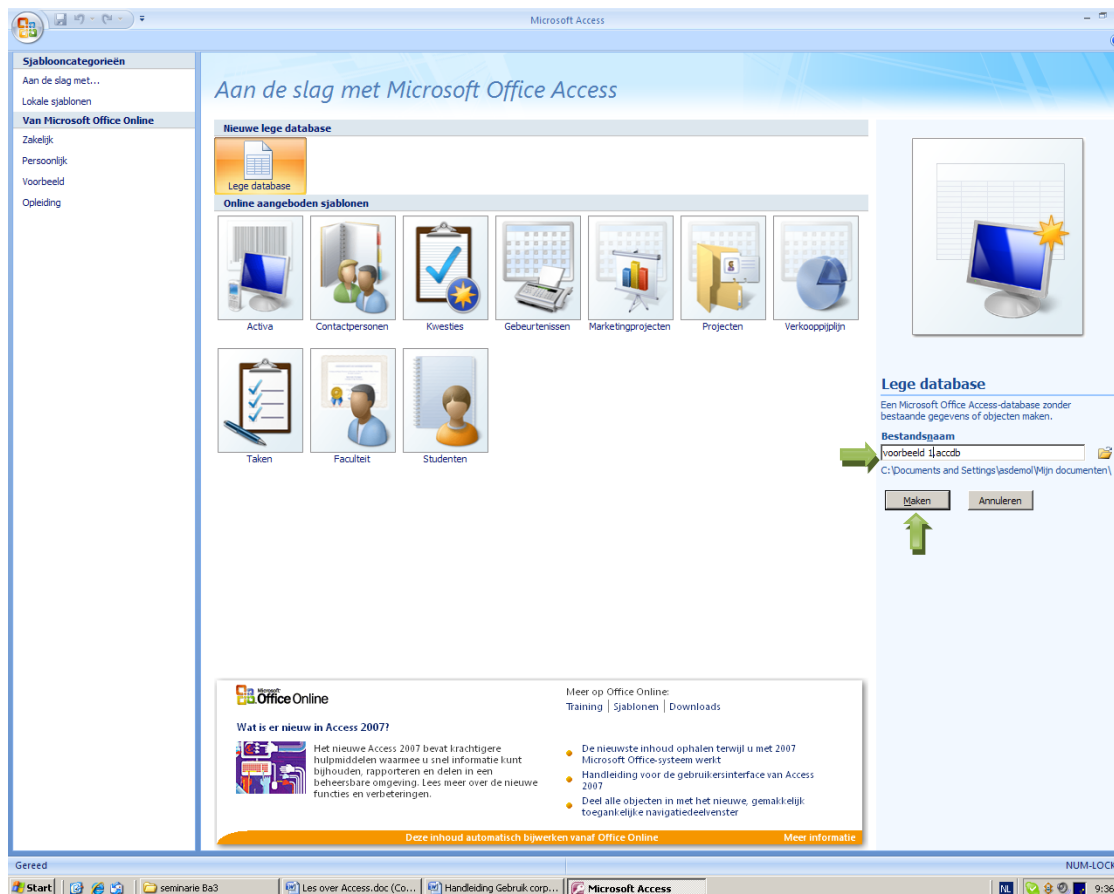 Microsoft Access
Sjablooncategorieën
Aan de slag met...
Lokale sjablonen
Van Microsoft Office Online
Zakelijk
Persoonlijk
Voorbeeld
Opleiding
Aan de slag met Microsoft Office Access
Nieuwe lege database
Lege database
Online aangeboden sjablonen
Activa
Contactpersonen
Kwesties
Gebeurtenissen
Marketingprojecten
Projecten
Verkooppijplijn
Taken
Faculteit
Studenten
Lege database
Een Microsoft Office Access-database zonder
bestaande gegevens of objecten maken.
Bestandsnaam
voorbeeld 1.accdb
C:\Documents and Settings\asdemol\Mijn documenten\
Maken
Annuleren
Microsoft
Office Online
Wat is er nieuw in Access 2007?
Het nieuwe Access 2007 bevat krachtigere
hulpmiddelen waarmee u snel informatie kunt
bijhouden, rapporteren en delen in een
beheersbare omgeving. Lees meer over de nieuwe
functies en verbeteringen.
Meer op Office Online:
Training | Sjablonen | Downloads
De nieuwste inhoud ophalen terwijl u met 2007
Microsoft Office-systeem werkt
Handleiding voor de gebruikersinterface van Access
2007
Deel alle objecten in met het nieuwe, gemakkelijk
toegankelijke navigatiedeelvenster
Deze inhoud automatisch bijwerken vanaf Office Online
Meer informatie
Gereed
NUM-LOCK
Start
seminarie Ba3
Les over Access.doc (Co...
Handleiding Gebruik corp...
Microsoft Access
NL
9:36